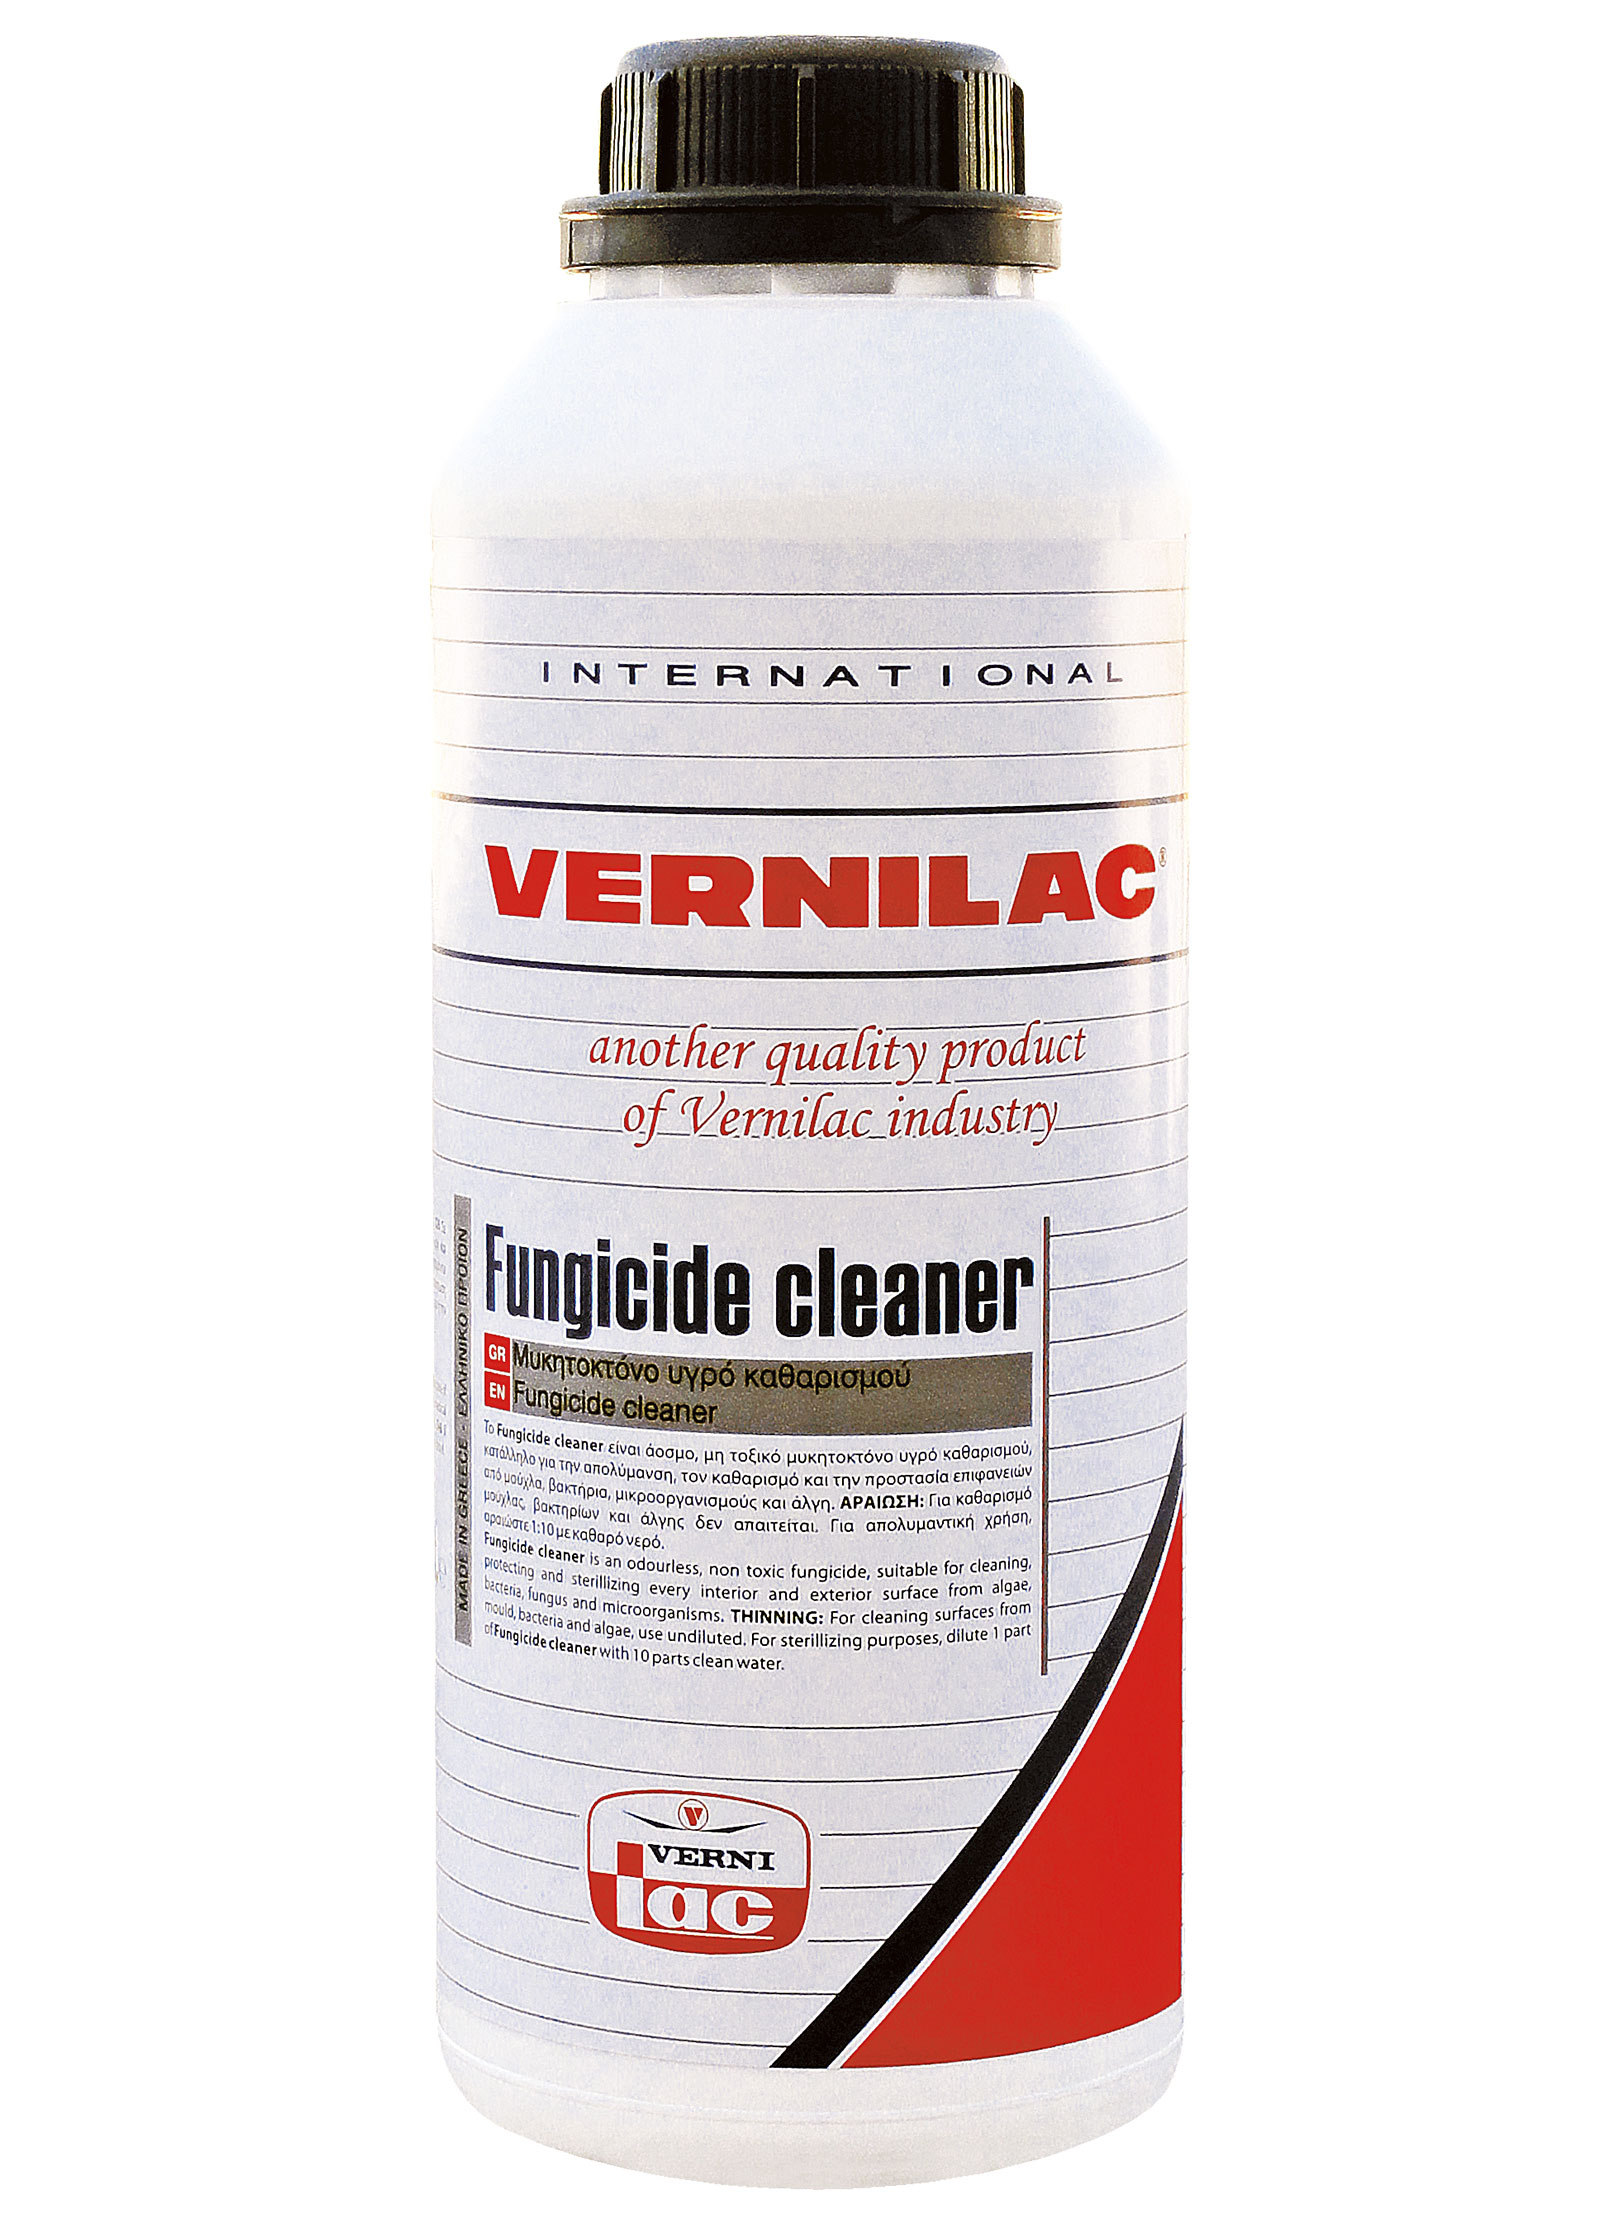 INTERNATIONAL
VERNILAC®
another quality product
of Vernilac industry
MADE IN GREECE - ΕΛΛΗΝΙΚΟ ΠΡΟΪΟΝ
Fungicide cleaner
GR Μυκητοκτόνο υγρό καθαρισμού
EN Fungicide cleaner
Το Fungicide cleaner είναι άοσμο, μη τοξικό μυκητοκτόνο υγρό καθαρισμού,
κατάλληλο για την απολύμανση, τον καθαρισμό και την προστασία επιφανειών
από μούχλα, βακτήρια, μικροοργανισμούς και άλγη. ΑΡΑΙΩΣΗ: Για καθαρισμό
μούχλας, βακτηρίων και άλγης δεν απαιτείται. Για απολυμαντική χρήση,
αραιώστε 1:10 με καθαρό νερό.
Fungicide cleaner is an odourless, non toxic fungicide, suitable for cleaning,
protecting and sterillizing every interior and exterior surface from algae,
bacteria, fungus and microorganisms. THINNING: For cleaning surfaces from
mould, bacteria and algae, use undiluted. For sterillizing purposes, dilute 1 part
of Fungicide cleaner with 10 parts clean water.
V
VERNI
lac